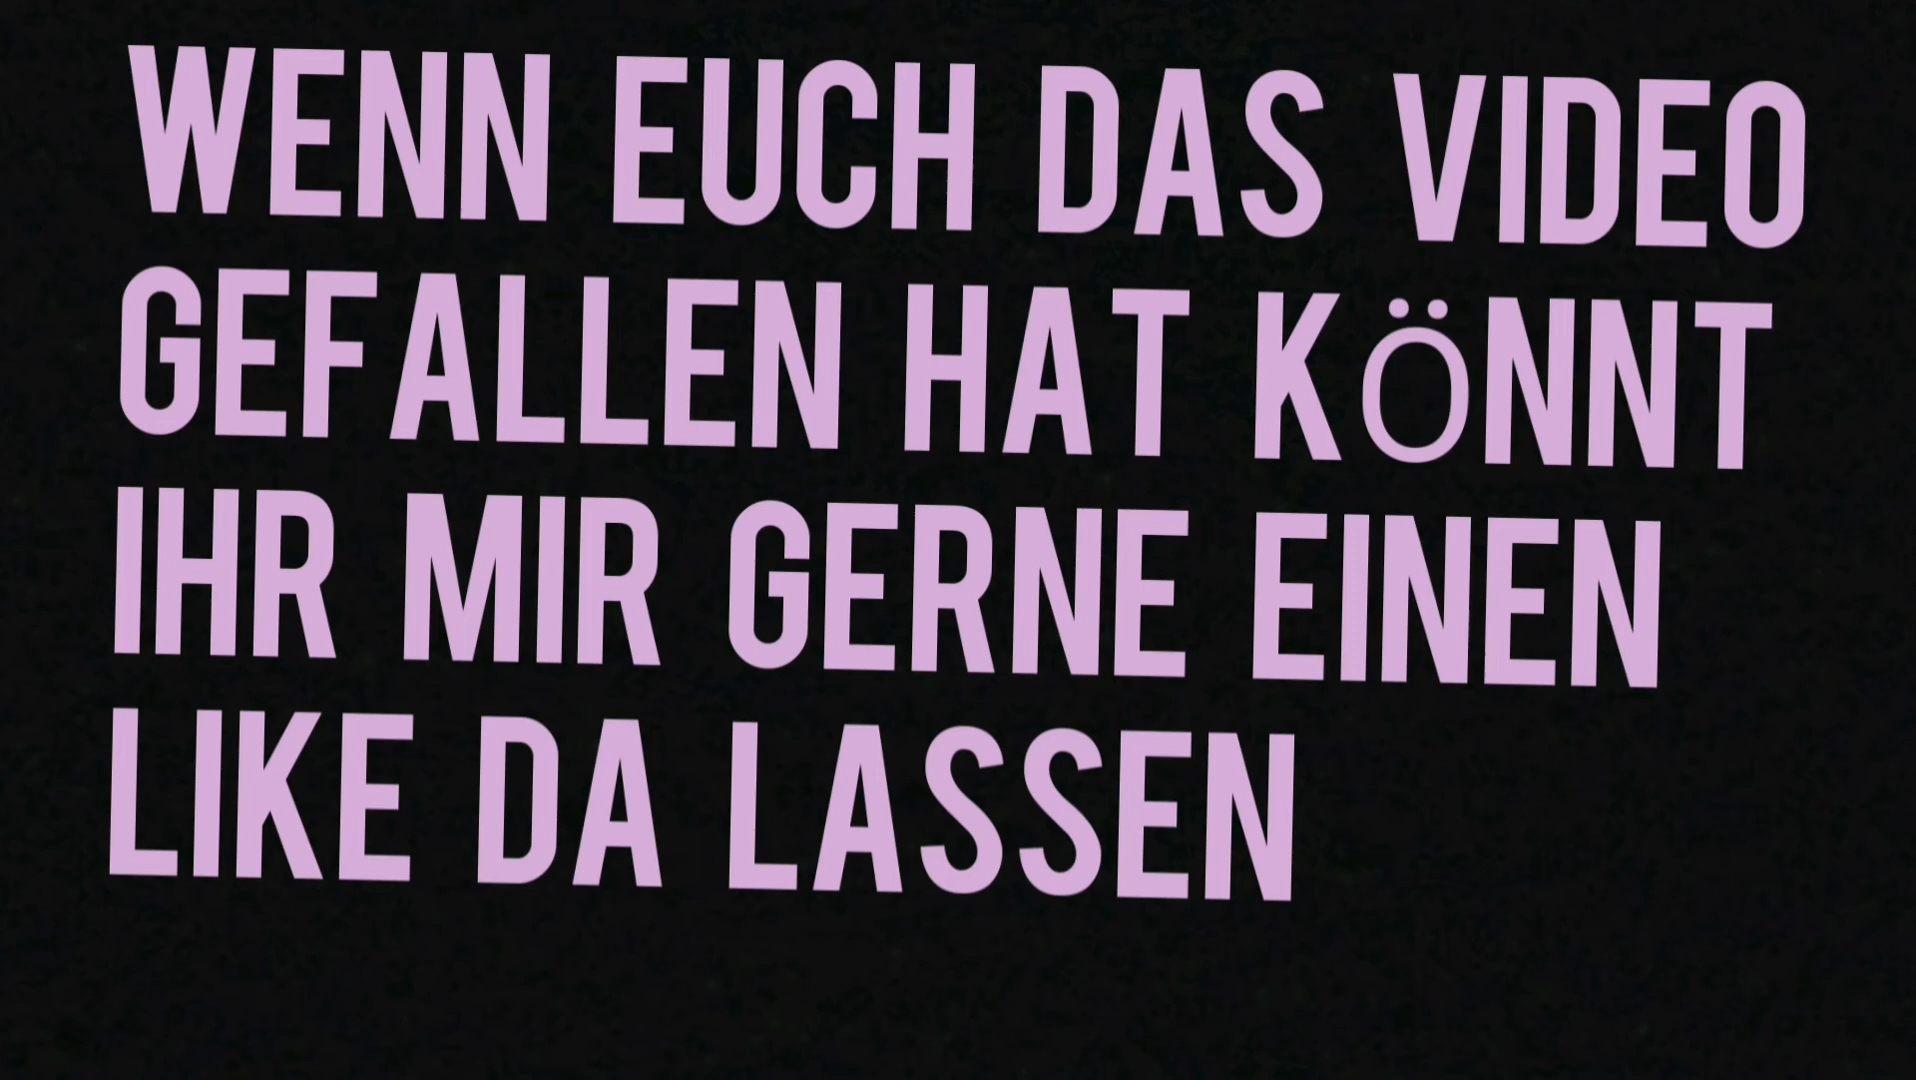 WENN EUCH DAS VIDEO
GEFALLEN HAT KÖNNT
IHR MIR GERNE EINEN
LIKE DA LASSEN